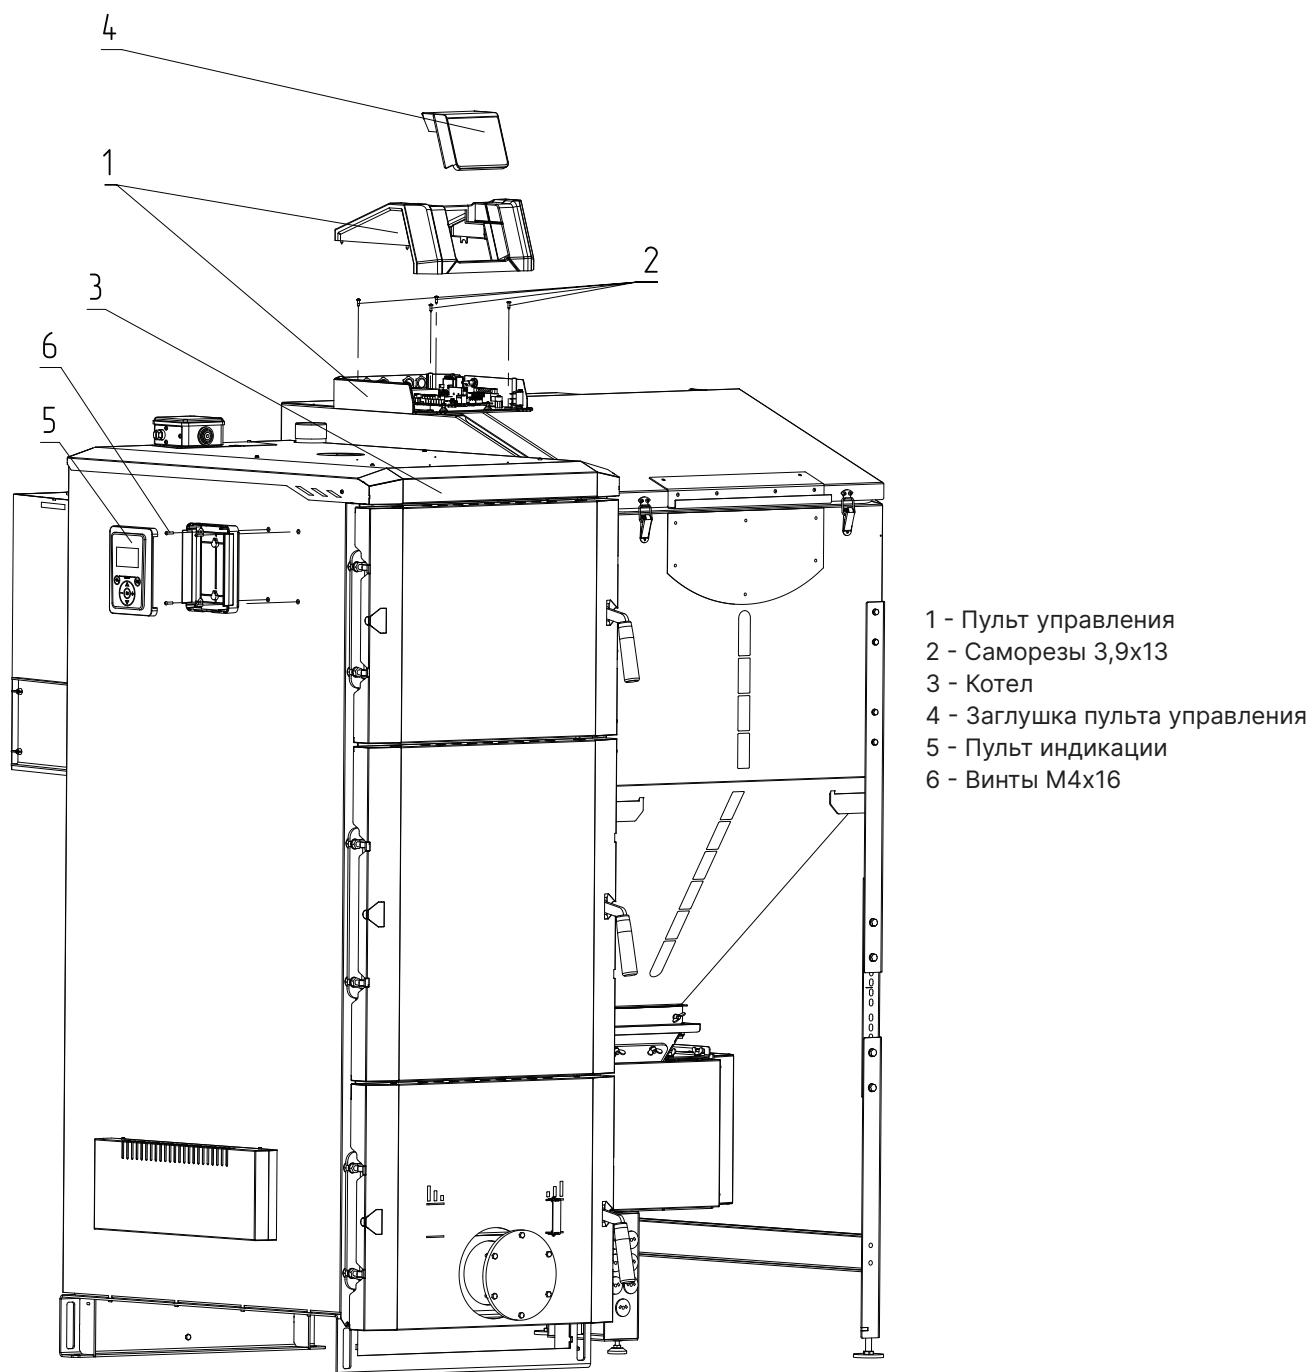 4
1
2
3
6
5
1 - Пульт управления
2 - Саморезы 3,9х13
3 - Котел
4 - Заглушка пульта управления
5 - Пульт индикации
6 - Винты М4х16